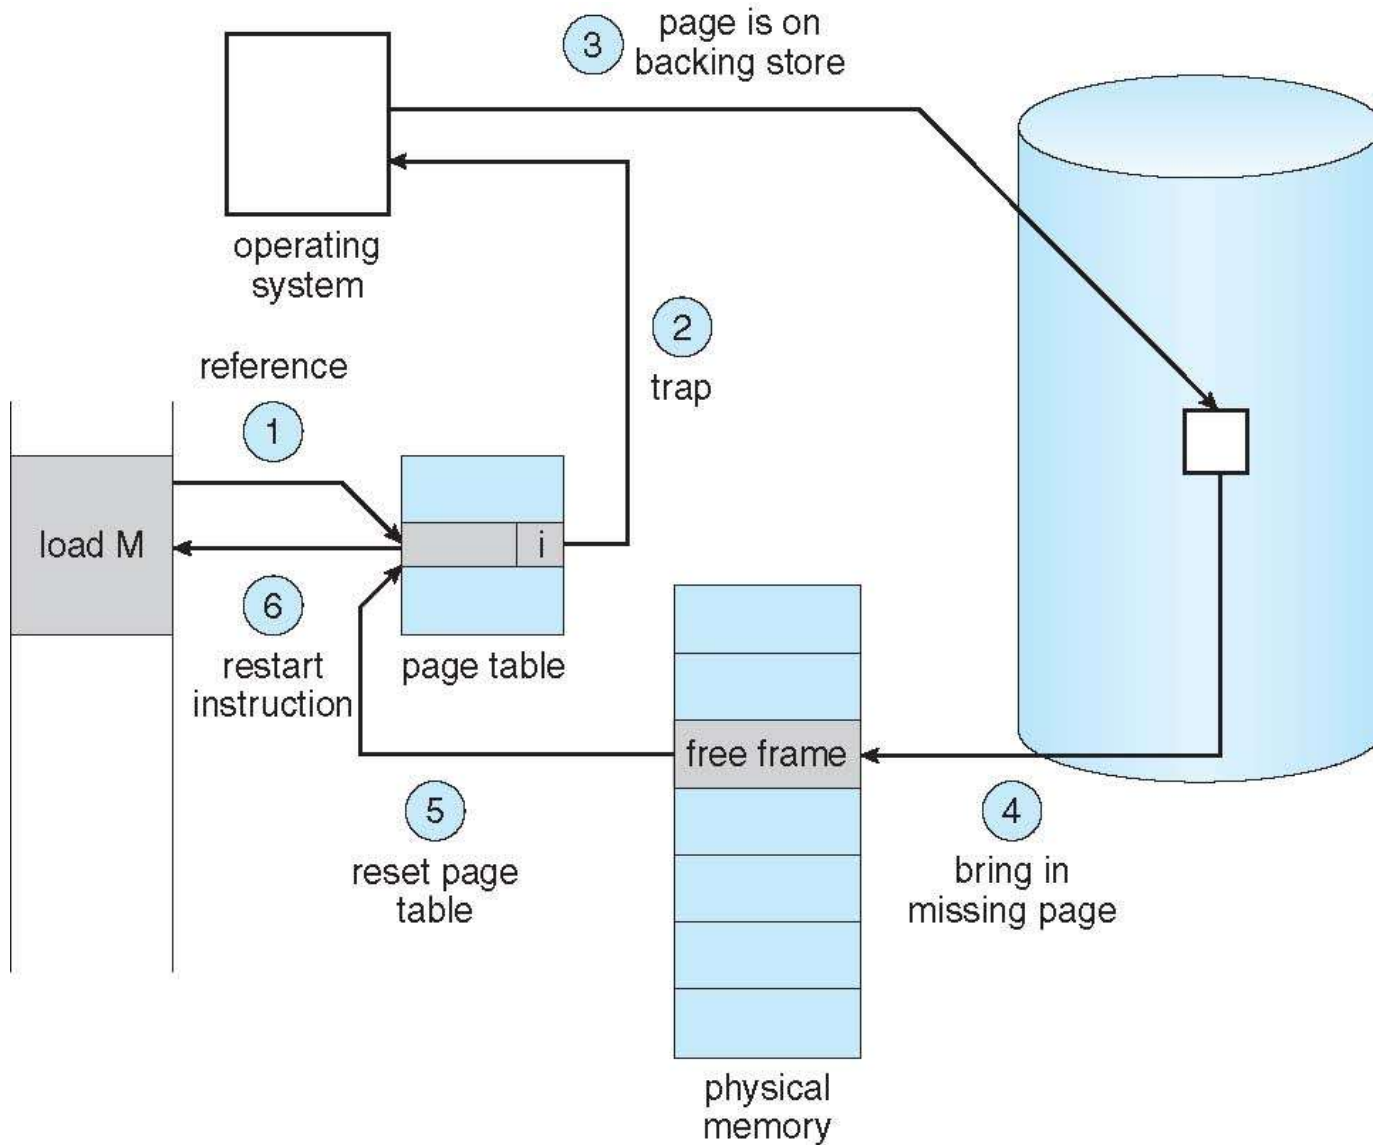 3
page is on
backing store
operating
system
2
trap
reference
1
load M
i
6
restart
instruction
page table
free frame
5
reset page
table
4
bring in
missing page
physical
memory